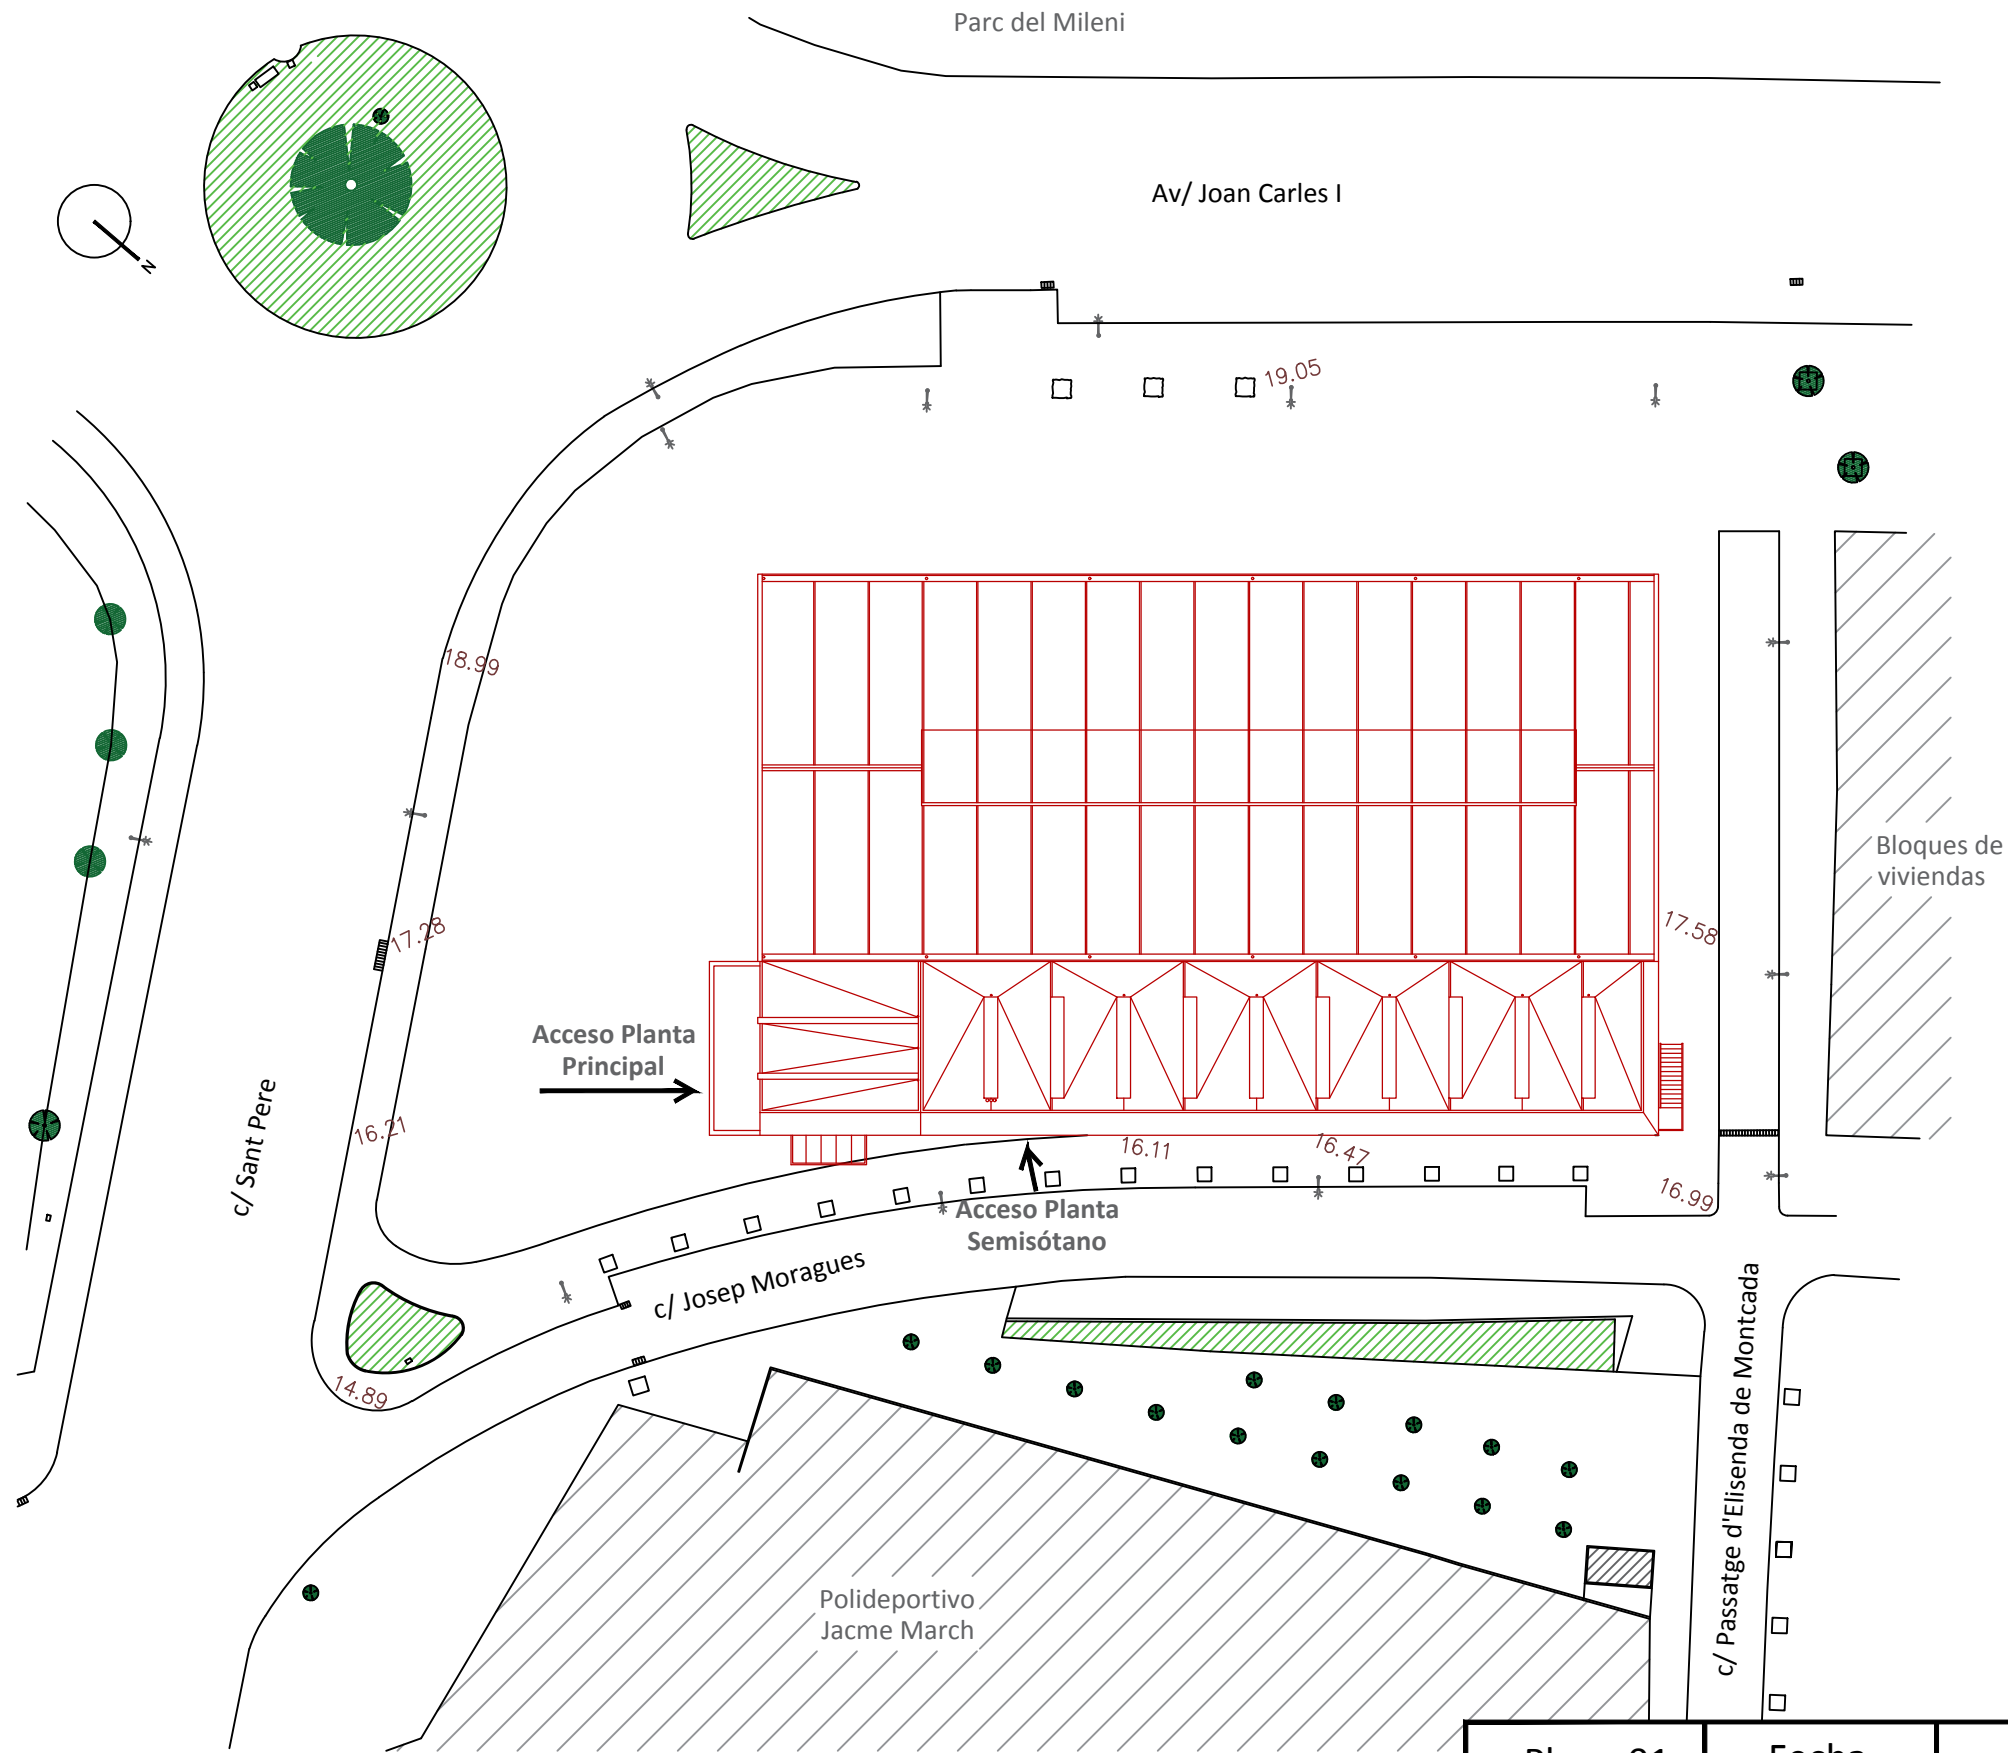 Parc del Mileni
Av/ Joan Carles I
N
19.05
18.99
Bloques de
viviendas
17.28
17.58
Acceso Planta
Principal
c/ Sant Pere
16.21
16.11
16.47
16.99
Acceso Planta
Semisótano
c/ Josep Moragues
14.89
c/ Passatge d'Elisenda de Montcada
Polideportivo
Jacme March